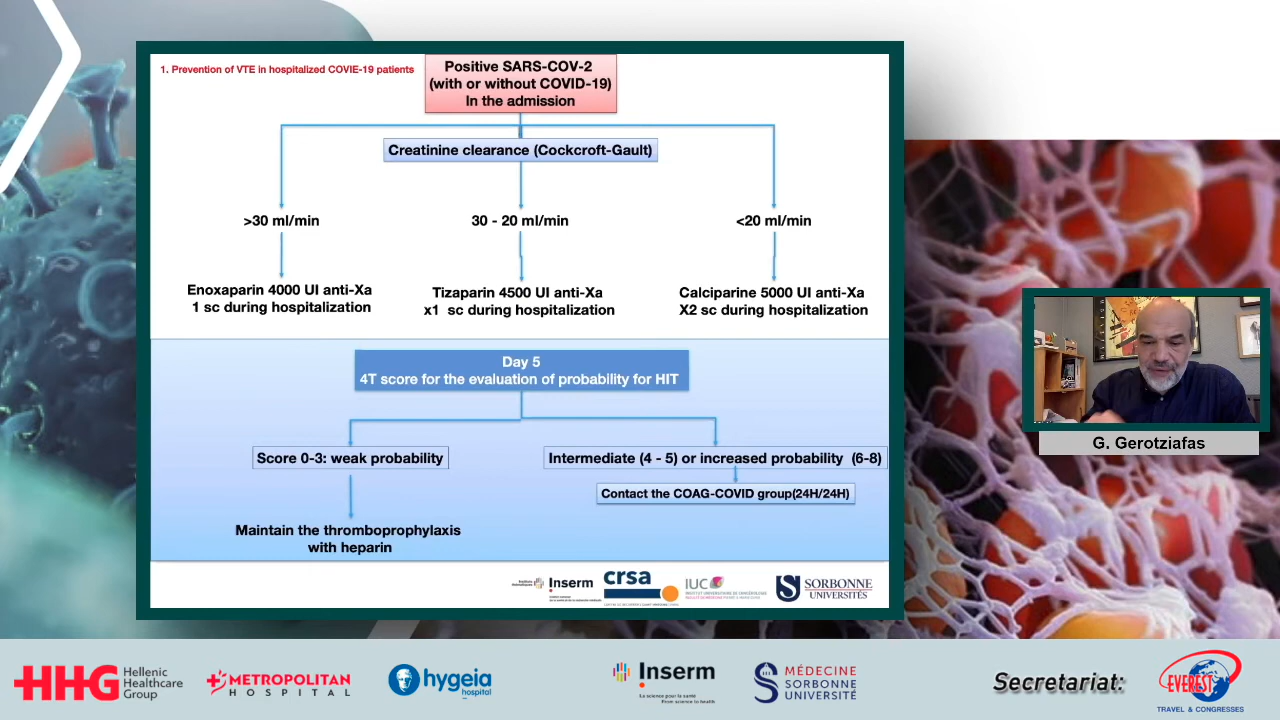 1. Prevention of VTE in hospitalized COVIE-19 patients
Positive SARS-COV-2
(with or without COVID-19)
In the admission
Creatinine clearance (Cockcroft-Gault)
>30 ml/min
30 - 20 ml/min
<20 ml/min
Enoxaparin 4000 UI anti-Xa
1 sc during hospitalization
Tizaparin 4500 UI anti-Xa
x1 sc during hospitalization
Calciparine 5000 UI anti-Xa
X2 sc during hospitalization
Day 5
4T score for the evaluation of probability for HIT
Score 0-3: weak probability
Intermediate (4 - 5) or increased probability (6-8)
Contact the COAG-COVID group(24H/24H)
Maintain the thromboprophylaxis
with heparin
Inserm
crsa
IUC
SORBONNE
UNIVERSITÉS
G. Gerotziafas
HHG
Hellenic
Healthcare
Group
METROPOLITAN
HOSPITAL
hygeia
hospital
Inserm
La science pour la santé
From science to health
MÉDECINE
SORBONNE
UNIVERSITÉ
Secretariat:
EVEREST
TRAVEL & CONGRESSES